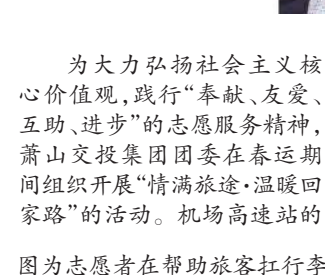 为大力弘扬社会主义核
心价值观，践行“奉献、友爱、
互助、进步”的志愿服务精神，
萧山交投集团团委在春运期
间组织开展“情满旅途·温暖回
家路”的活动。机场高速站的
图为志愿者在帮助旅客扛行李